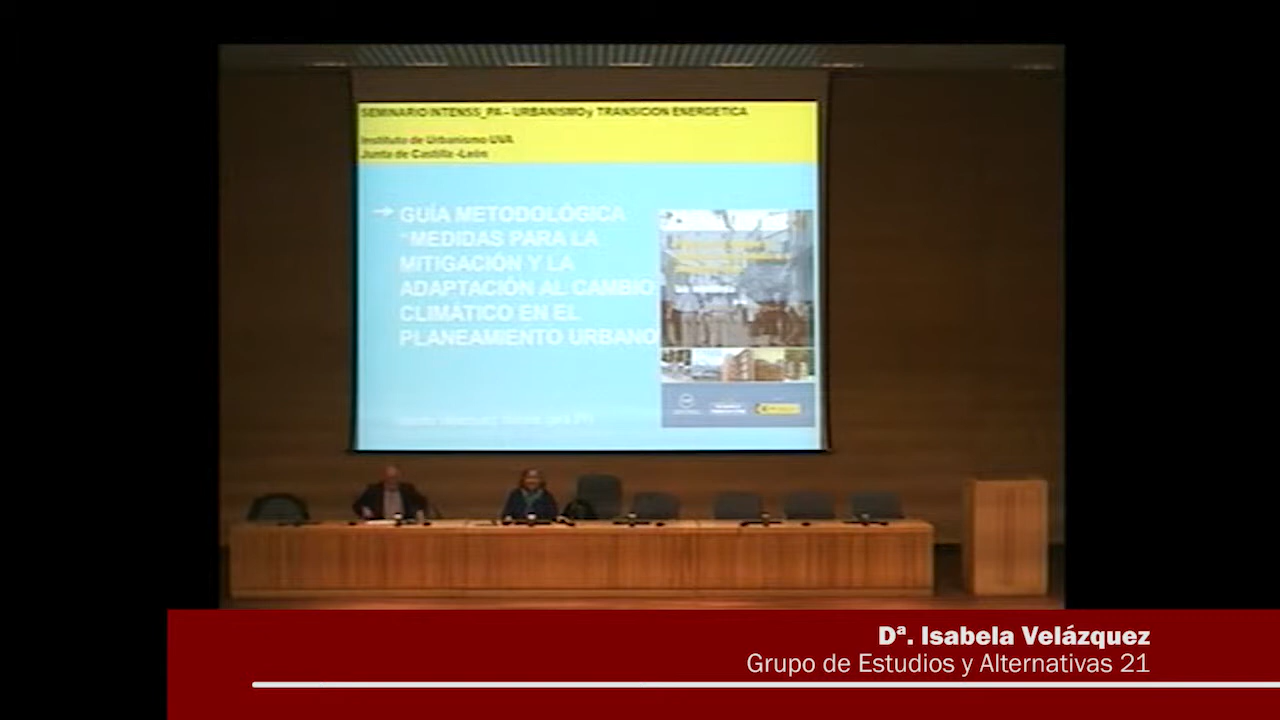 SEMINARIO INTENSS_PA – URBANISMO y TRANSICION ENERGETICA
Instituto de Urbanismo UVA
Junta de Castilla -León
GUÍA METODOLÓGICA
"MEDIDAS PARA LA
MITIGACIÓN Y LA
ADAPTACIÓN AL CAMBIO
CLIMÁTICO EN EL
PLANEAMIENTO URBANO
Dª. Isabela Velázquez
Grupo de Estudios y Alternativas 21